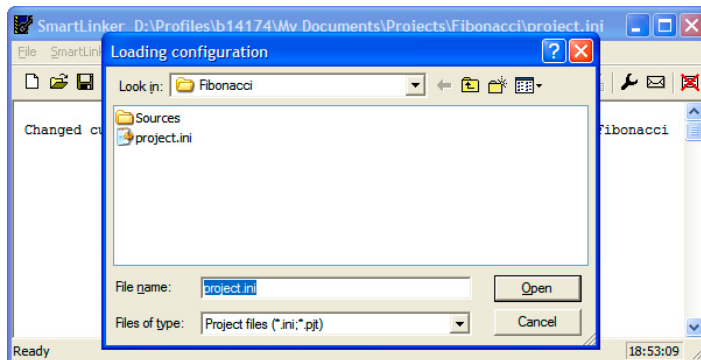 SmartLinker D:\Profiles\b14174\My Documents\Projects\Fibonacci\project.ini
File SmartLin
Loading configuration
Look in: Fibonacci
Sources
project.ini
Changed cu
Fibonacci
File name: project.ini
Open
Files of type: Project files (*.ini;*.pjt)
Cancel
Ready
18:53:09